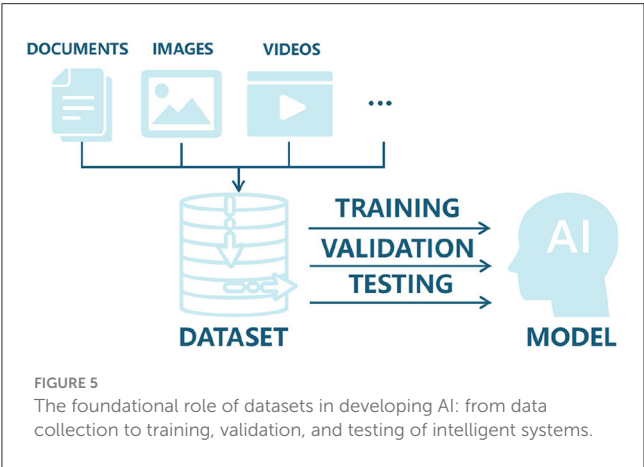 DOCUMENTS IMAGES VIDEOS
...
TRAINING
VALIDATION
TESTING
AI
DATASET MODEL
FIGURE 5
The foundational role of datasets in developing AI: from data
collection to training, validation, and testing of intelligent systems.